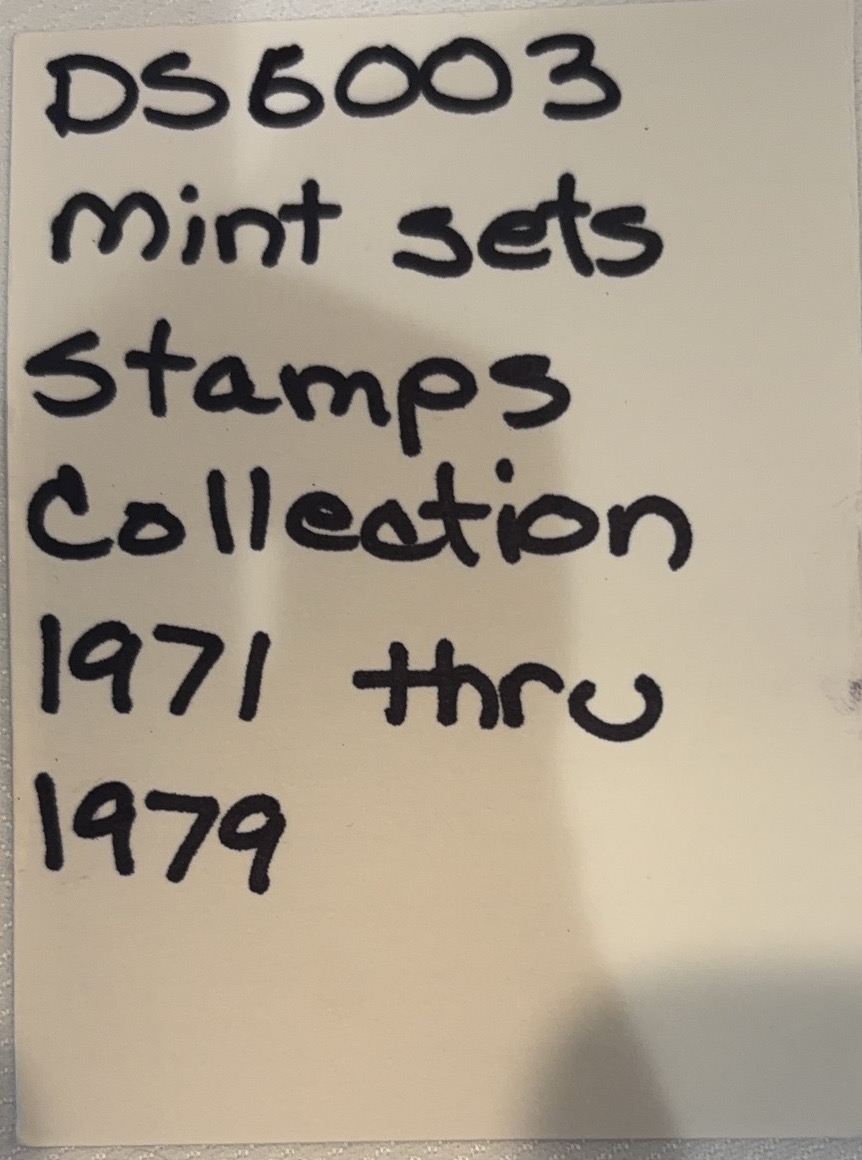 DS6003
mint sets
stamps
Collection
1971 thru
1979